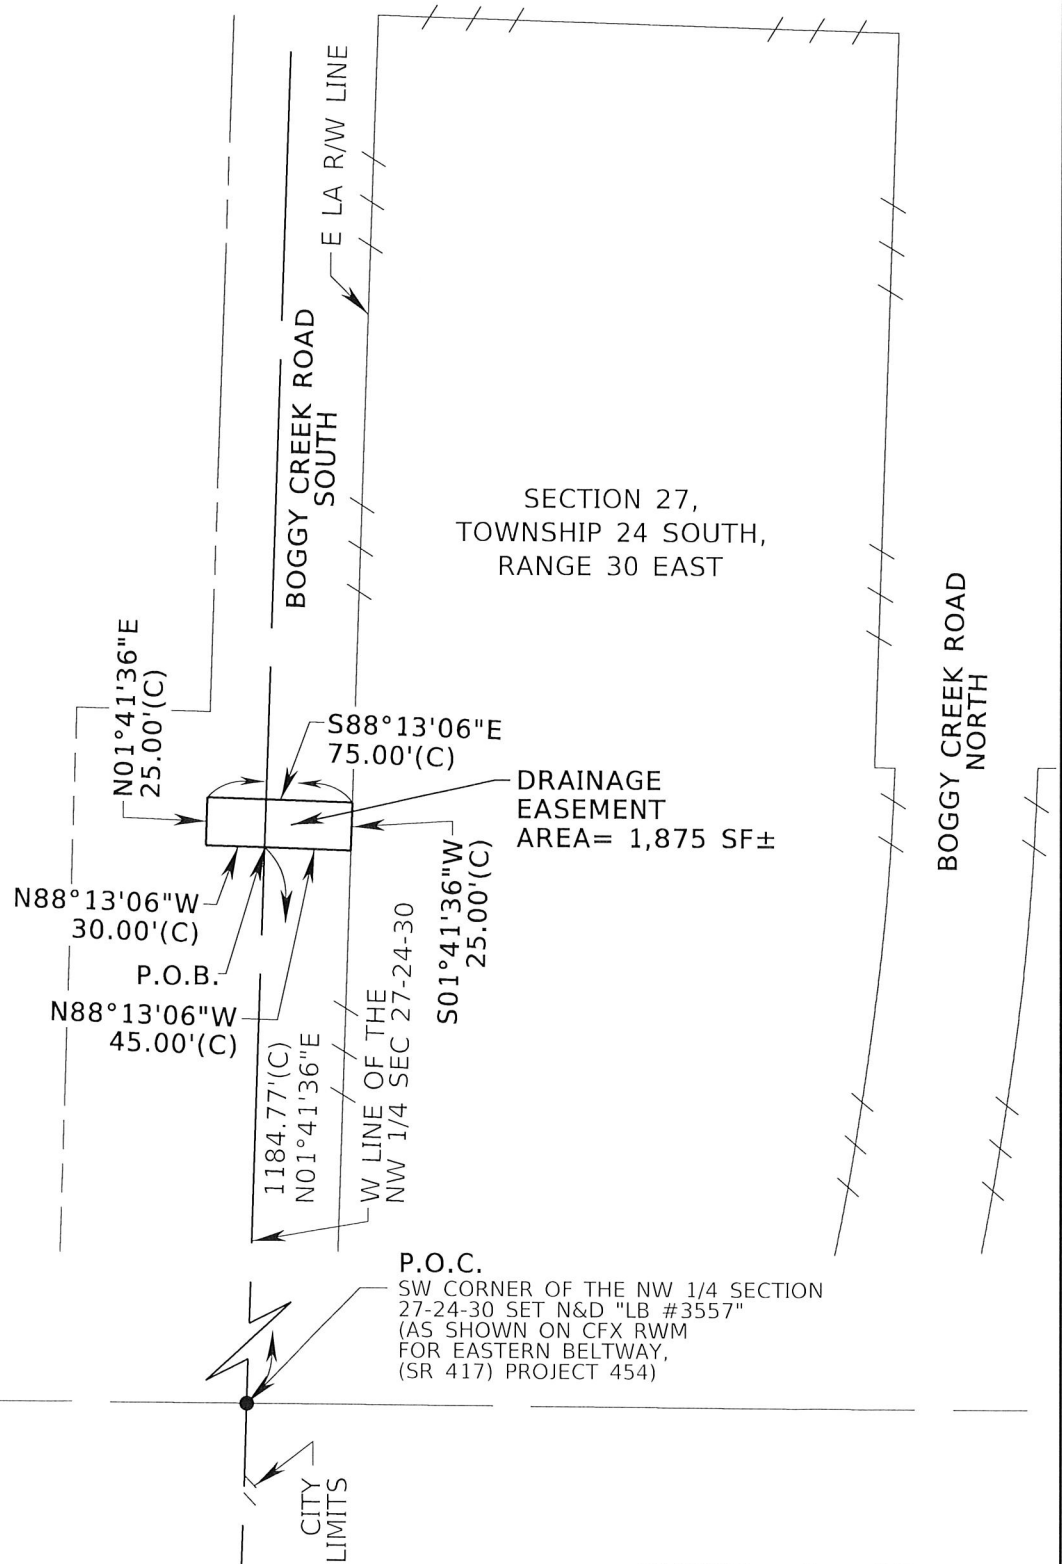 E LA R/W LINE
BOGGY CREEK ROAD
SOUTH
SECTION 27,
TOWNSHIP 24 SOUTH,
RANGE 30 EAST
BOGGY CREEK ROAD
NORTH
N01°41'36"E
25.00'(C)
S88°13'06"E
75.00'(C)
DRAINAGE
EASEMENT
AREA= 1,875 SF±
S01°41'36"W
25.00'(C)
N88°13'06"W
30.00'(C)
P.O.B.
N88°13'06"W
45.00'(C)
1184.77'(C)
N01°41'36"E
W LINE OF THE
NW 1/4 SEC 27-24-30
P.O.C.
SW CORNER OF THE NW 1/4 SECTION
27-24-30 SET N&D "LB #3557"
(AS SHOWN ON CFX RWM
FOR EASTERN BELTWAY,
(SR 417) PROJECT 454)
CITY
LIMITS